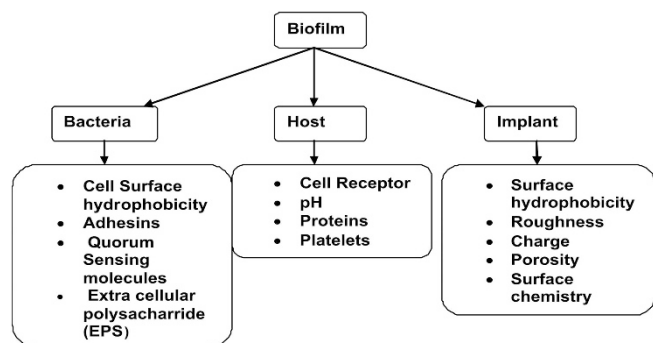 Biofilm
Bacteria
Host
Implant
• Cell Surface
hydrophobicity
• Adhesins
• Quorum
Sensing
molecules
• Extra cellular
polysacharride
(EPS)
• Cell Receptor
• pH
• Proteins
• Platelets
• Surface
hydrophobicity
• Roughness
• Charge
• Porosity
• Surface
chemistry